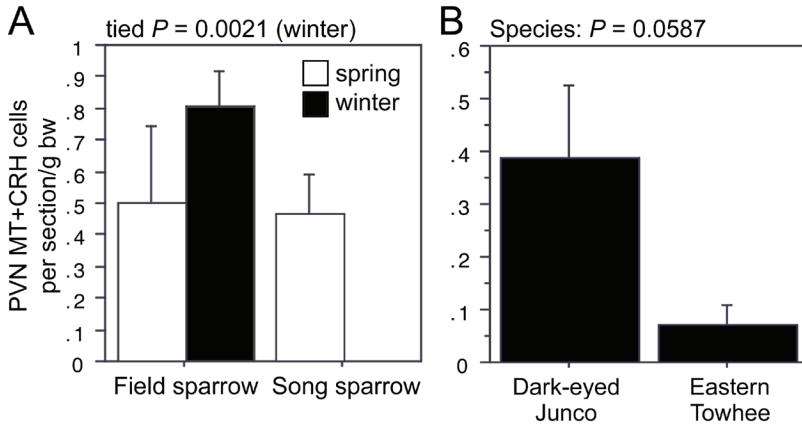 A
tied P = 0.0021 (winter)
PVN MT+CRH cells
per section/g bw
1
.9
.8
.7
.6
.5
.4
.3
.2
.1
0
spring
winter
Field sparrow
Song sparrow
B
Species: P = 0.0587
.6
.5
.4
.3
.2
.1
0
Dark-eyed
Junco
Eastern
Towhee